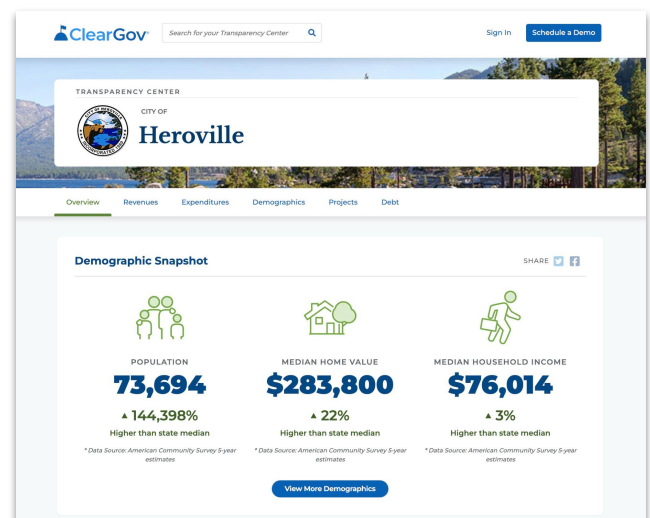 ClearGov
Search for your Transparency Center
Sign In
Schedule a Demo
TRANSPARENCY CENTER
CITY OF
Heroville
Overview
Revenues
Expenditures
Demographics
Projects
Debt
Demographic Snapshot
SHARE
POPULATION
73,694
▲ 144,398%
Higher than state median
* Data Source: American Community Survey 5-year
estimates
MEDIAN HOME VALUE
$283,800
▲ 22%
Higher than state median
* Data Source: American Community Survey 5-year
estimates
MEDIAN HOUSEHOLD INCOME
$76,014
▲ 3%
Higher than state median
* Data Source: American Community Survey 5-year
estimates
View More Demographics